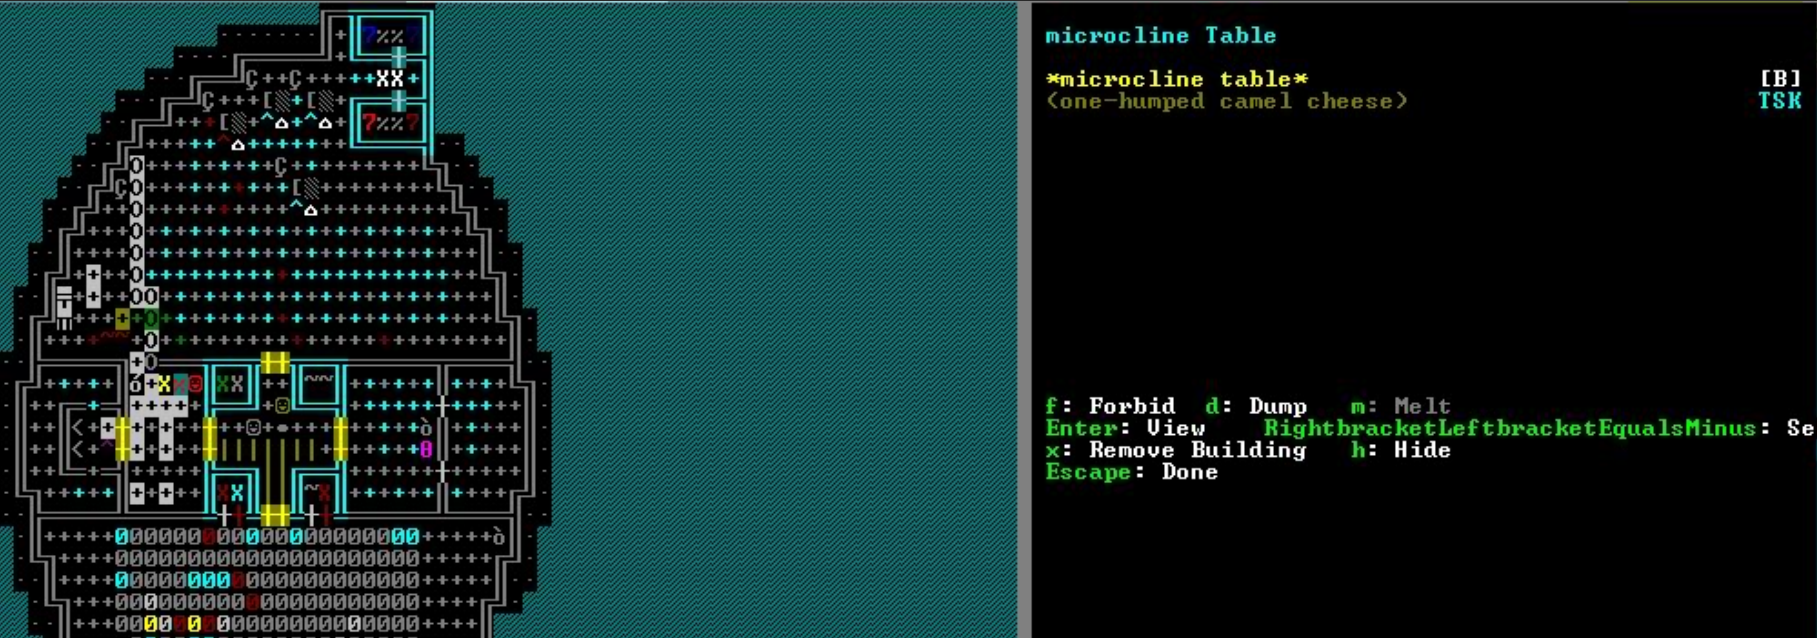 microcline Table
*microcline table* [B]
(one-humped camel cheese) TSK
f: Forbid d: Dump m: Melt
Enter: View RightbracketLeftbracketEqualsMinus: Se
x: Remove Building h: Hide
Escape: Done